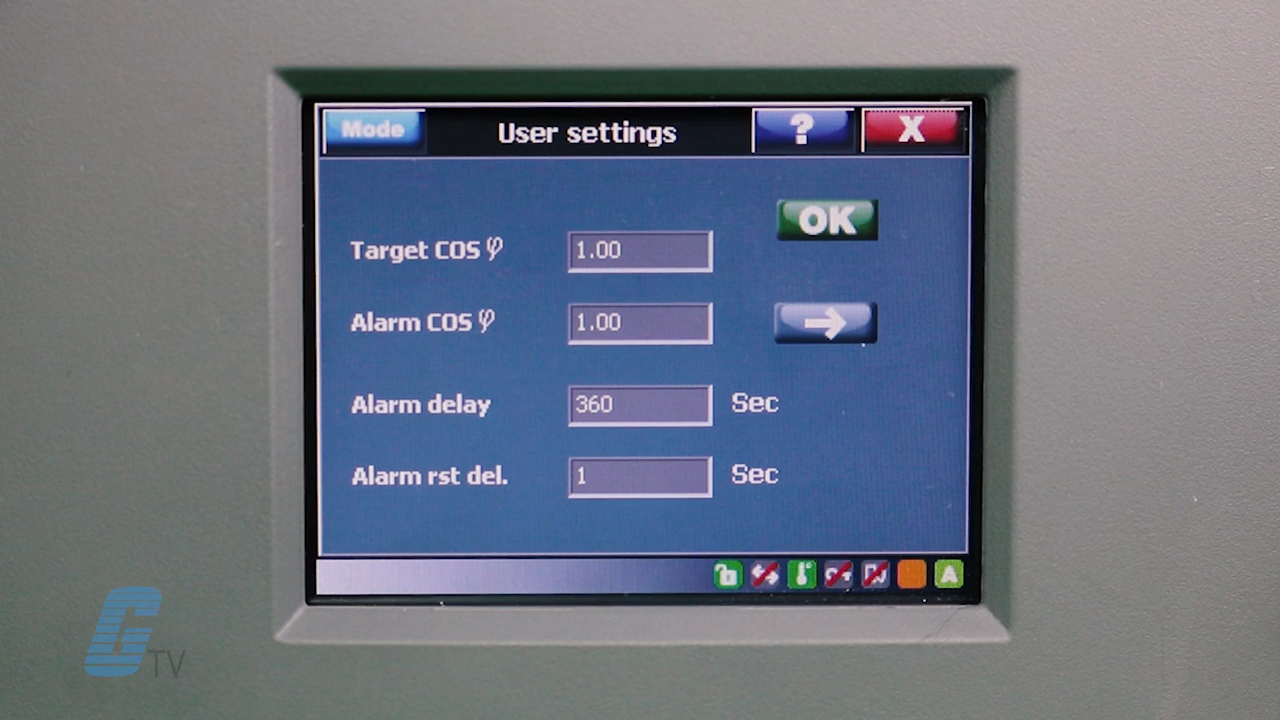 Mode User settings ? X
OK
Target COS φ 1.00
Alarm COS φ 1.00
Alarm delay 360 Sec
Alarm rst del. 1 Sec
A
G TV